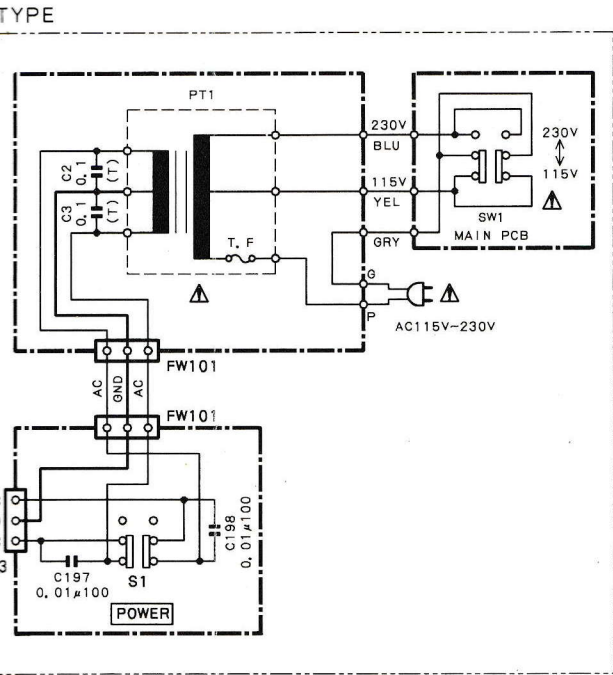 TYPE
PT1
230V
BLU
230V
115V
C2
0.1
(T)
C3
0.1
(T)
115V
YEL
SW1
MAIN PCB
T.F
GRY
G
P
AC115V~230V
FW101
AC
GND
AC
FW101
C198
0.01µ100
C197
0.01µ100
S1
3
POWER